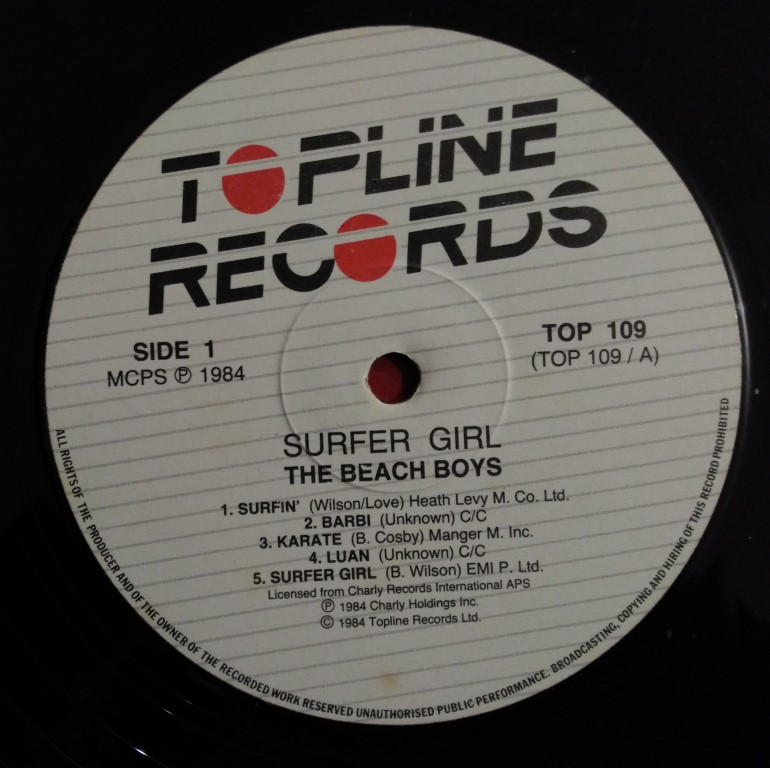 TOPLINE
RECORDS
SIDE 1
MCPS ℗ 1984
TOP 109
(TOP 109 / A)
SURFER GIRL
THE BEACH BOYS
1. SURFIN' (Wilson/Love) Heath Levy M. Co. Ltd.
2. BARBI (Unknown) C/C
3. KARATE (B. Cosby) Manger M. Inc.
4. LUAN (Unknown) C/C
5. SURFER GIRL (B. Wilson) EMI P. Ltd.
Licensed from Charly Records International APS
℗ 1984 Charly Holdings Inc.
© 1984 Topline Records Ltd.
ALL RIGHTS OF THE PRODUCER AND OF THE OWNER OF THE RECORDED WORK RESERVED UNAUTHORISED PUBLIC PERFORMANCE. BROADCASTING, COPYING AND HIRING OF THIS RECORD PROHIBITED